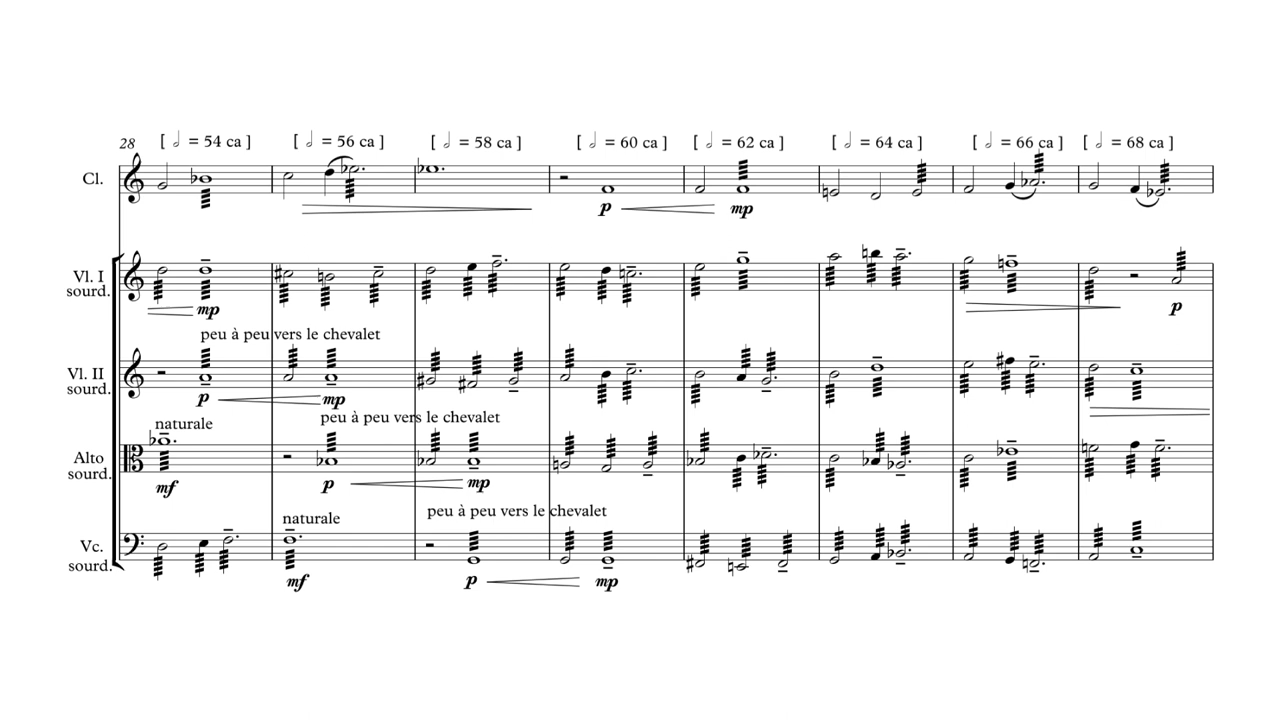 28 [ 𝅗𝅥 = 54 ca ] [ 𝅗𝅥 = 56 ca ] [ 𝅗𝅥 = 58 ca ] [ 𝅗𝅥 = 60 ca ] [ 𝅗𝅥 = 62 ca ] [ 𝅗𝅥 = 64 ca ] [ 𝅗𝅥 = 66 ca ] [ 𝅗𝅥 = 68 ca ]
Cl.
p mp
Vl. I
sourd.
mp p
peu à peu vers le chevalet
Vl. II
sourd.
p mp
peu à peu vers le chevalet
naturale
Alto
sourd.
mf p mp
peu à peu vers le chevalet
naturale
Vc.
sourd.
mf p mp